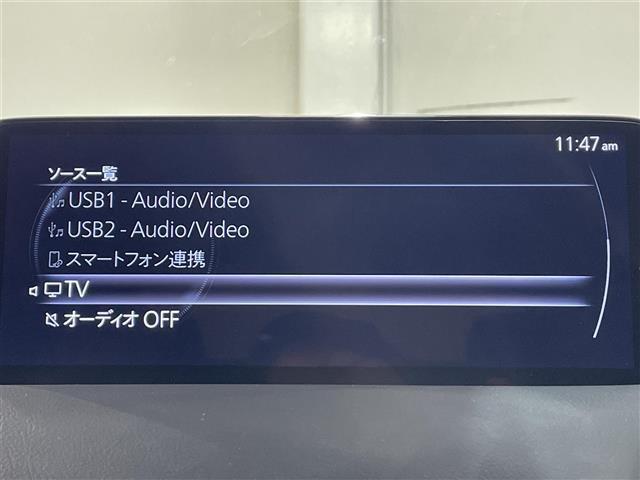 11:47 am
ソース一覧
USB1 - Audio/Video
USB2 - Audio/Video
スマートフォン連携
TV
オーディオ OFF